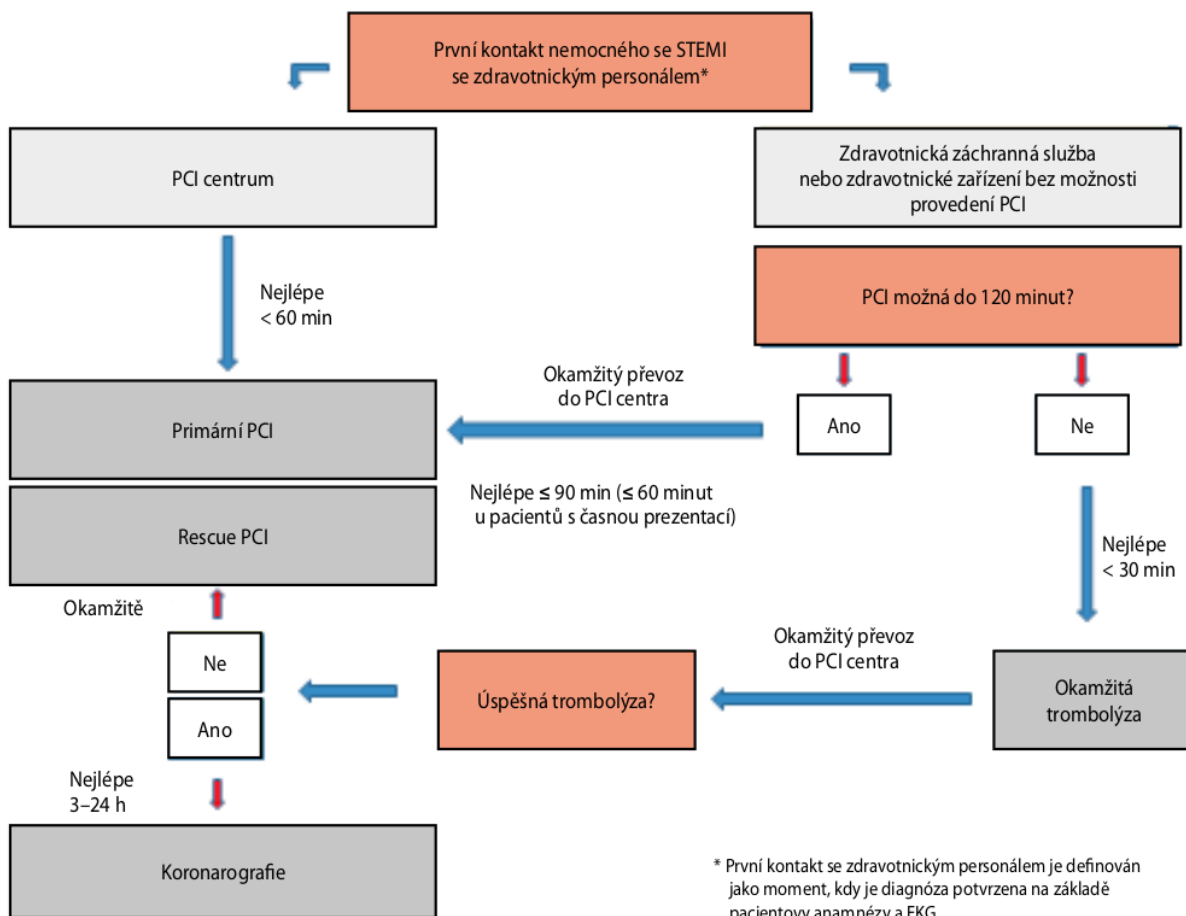 První kontakt nemocného se STEMI
se zdravotnickým personálem*
PCI centrum
Zdravotnická záchranná služba
nebo zdravotnické zařízení bez možnosti
provedení PCI
Nejlépe
< 60 min
PCI možná do 120 minut?
Okamžitý převoz
do PCI centra
Ano
Ne
Primární PCI
Nejlépe ≤ 90 min (≤ 60 minut
u pacientů s časnou prezentací)
Rescue PCI
Nejlépe
< 30 min
Okamžitě
Ne
Ano
Úspěšná trombolýza?
Okamžitý převoz
do PCI centra
Okamžitá
trombolýza
Nejlépe
3–24 h
Koronarografie
* První kontakt se zdravotnickým personálem je definován
jako moment, kdy je diagnóza potvrzena na základě
pacientovy anamnézy a EKG